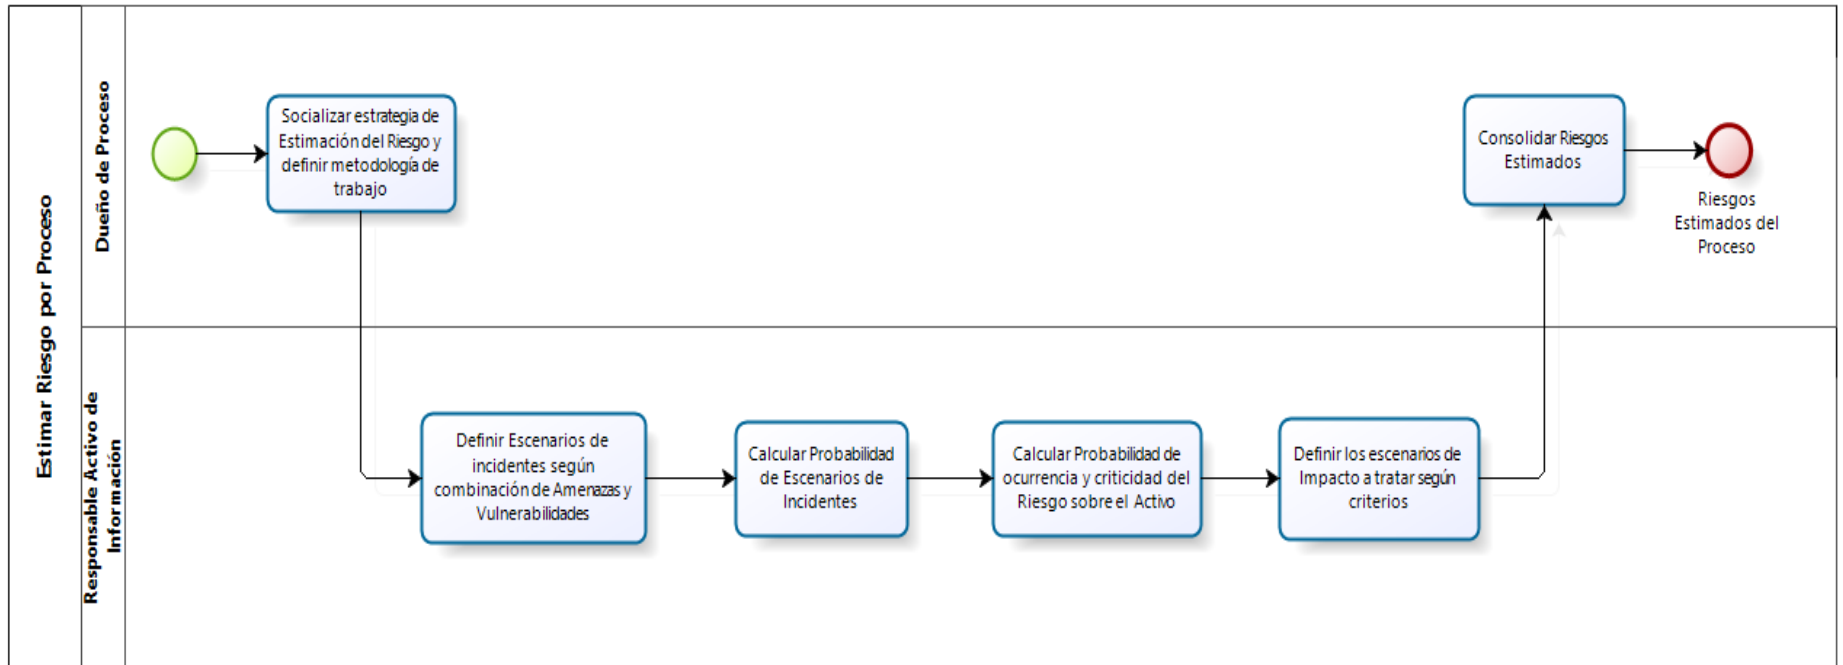 Estimar Riesgo por Proceso
Dueño de Proceso
Socializar estrategia de
Estimación del Riesgo y
definir metodología de
trabajo
Consolidar Riesgos
Estimados
Riesgos
Estimados del
Proceso
Responsable Activo de
Información
Definir Escenarios de
incidentes según
combinación de Amenazas y
Vulnerabilidades
Calcular Probabilidad
de Escenarios de
Incidentes
Calcular Probabilidad de
ocurrencia y criticidad del
Riesgo sobre el Activo
Definir los escenarios de
Impacto a tratar según
criterios